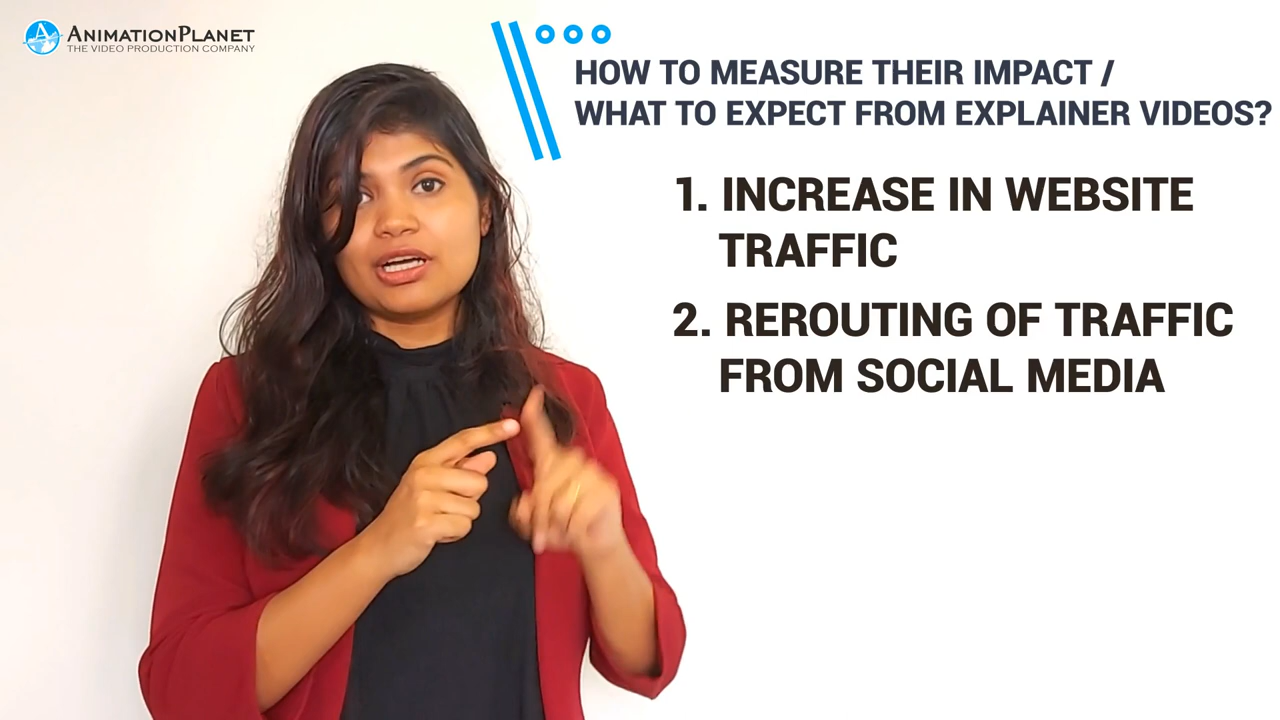 ANIMATIONPLANET
THE VIDEO PRODUCTION COMPANY
HOW TO MEASURE THEIR IMPACT /
WHAT TO EXPECT FROM EXPLAINER VIDEOS?
1. INCREASE IN WEBSITE
TRAFFIC
2. REROUTING OF TRAFFIC
FROM SOCIAL MEDIA